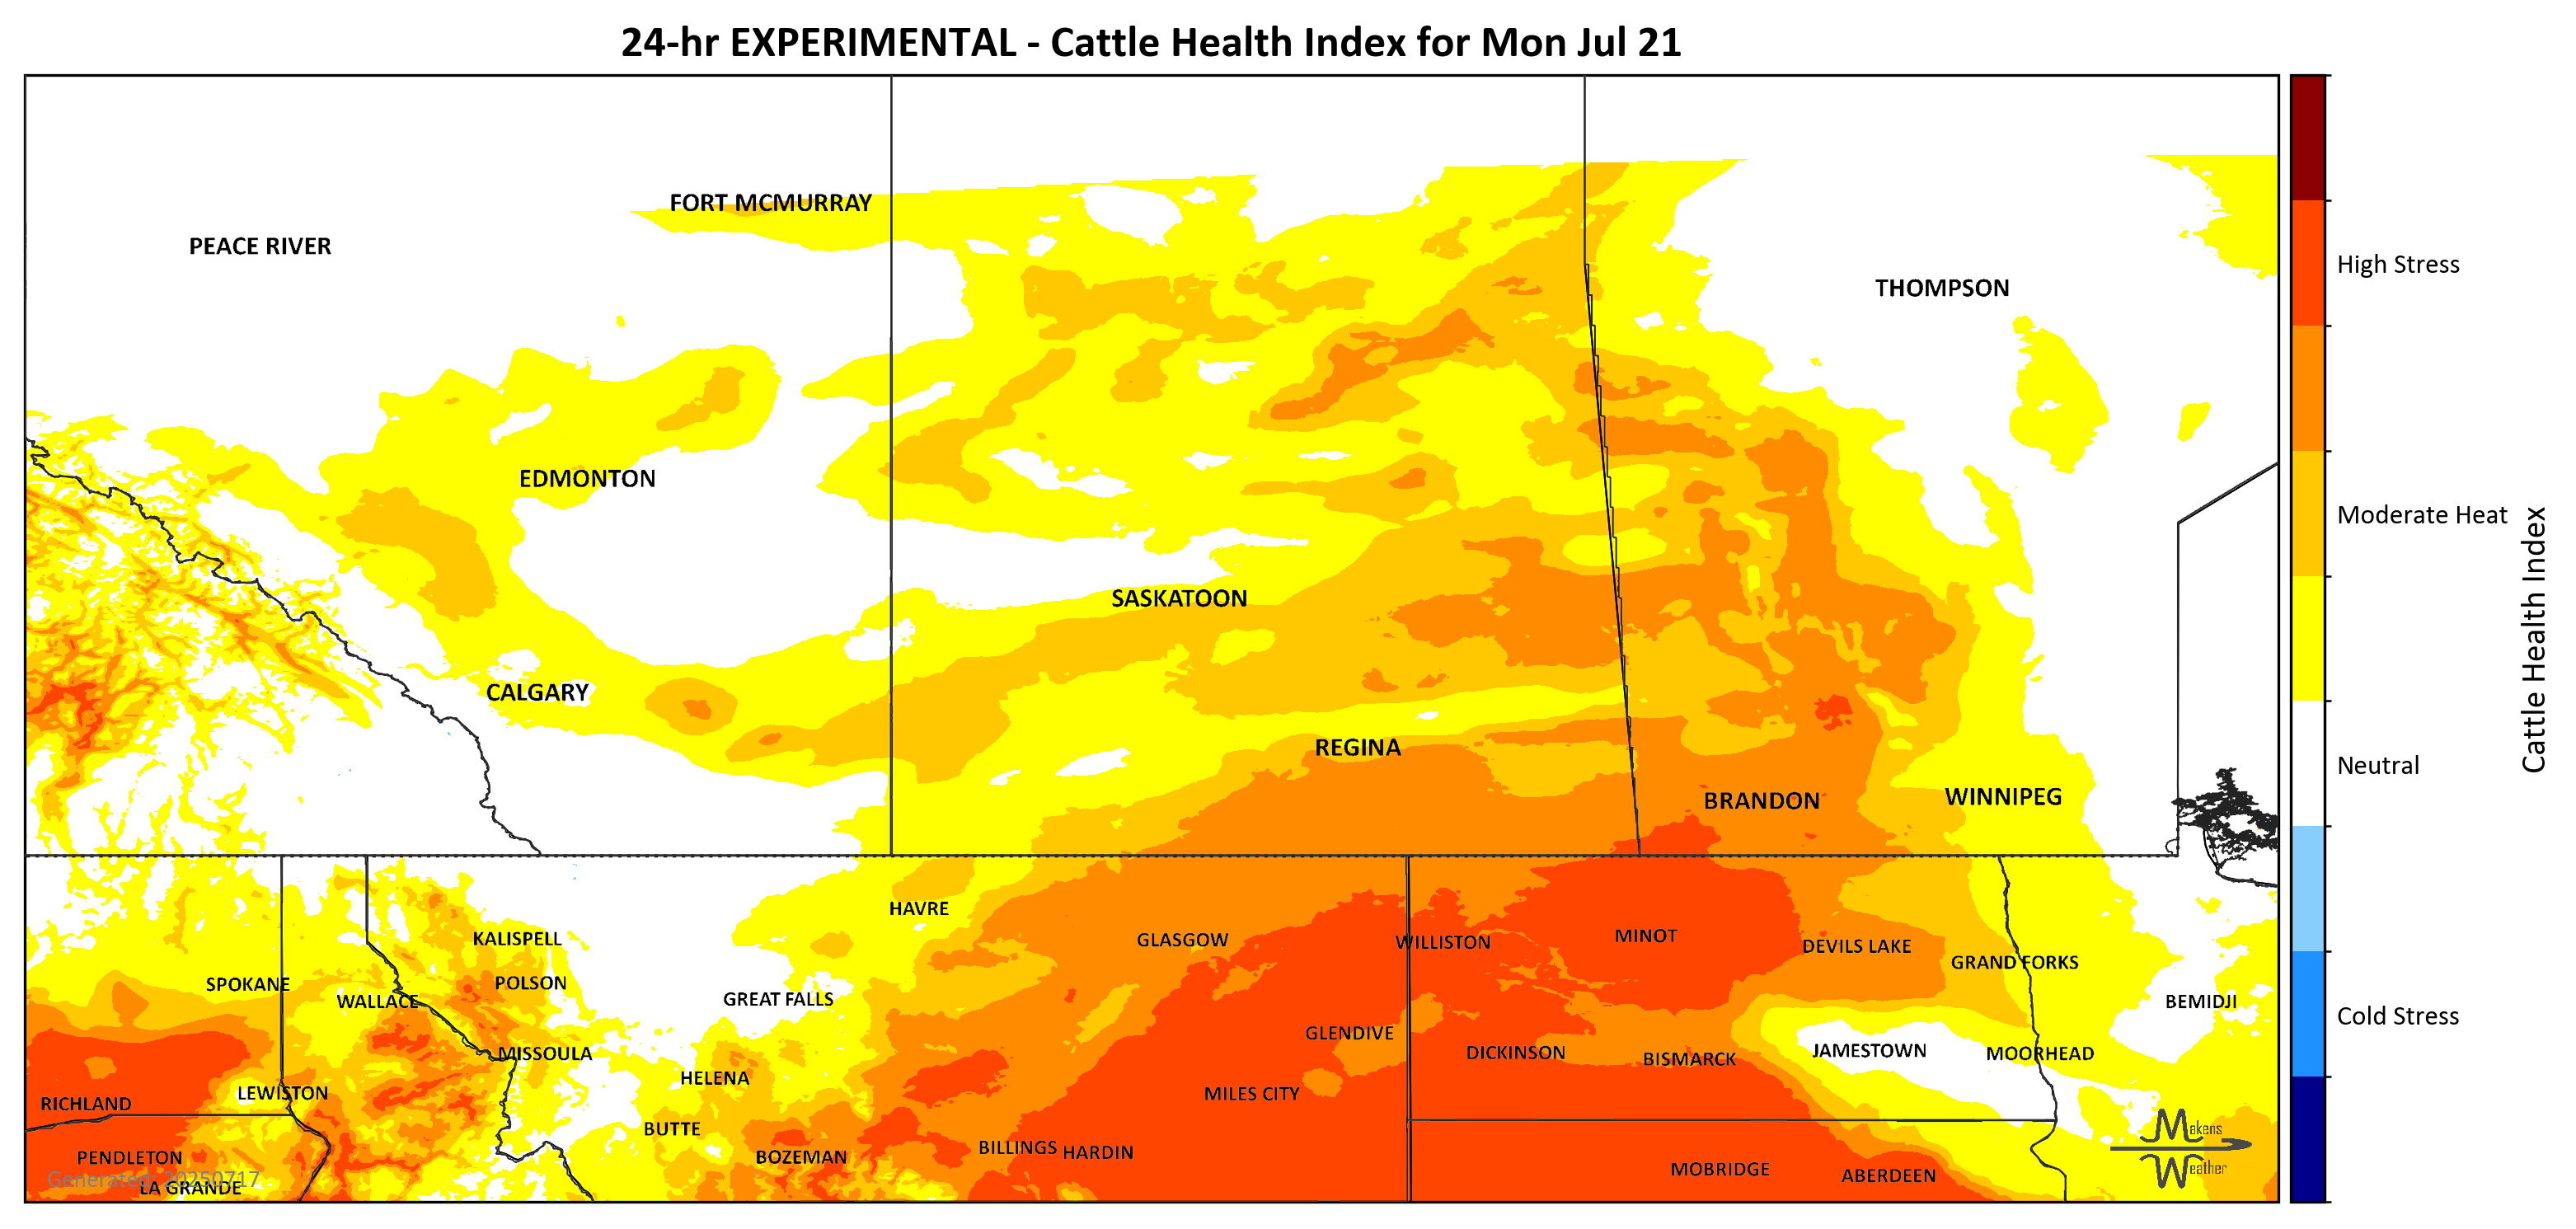 24-hr EXPERIMENTAL - Cattle Health Index for Mon Jul 21
FORT MCMURRAY
PEACE RIVER
THOMPSON
EDMONTON
SASKATOON
CALGARY
REGINA
BRANDON
WINNIPEG
HAVRE
KALISPELL
GLASGOW
WILLISTON
MINOT
DEVILS LAKE
GRAND FORKS
SPOKANE
POLSON
WALLACE
GREAT FALLS
BEMIDJI
GLENDIVE
MISSOULA
DICKINSON
BISMARCK
JAMESTOWN
MOORHEAD
HELENA
LEWISTON
MILES CITY
RICHLAND
BUTTE
BILLINGS
HARDIN
PENDLETON
BOZEMAN
MOBRIDGE
ABERDEEN
LA GRANDE
Generated: 20250717
Makens
Weather
High Stress
Moderate Heat
Neutral
Cold Stress
Cattle Health Index